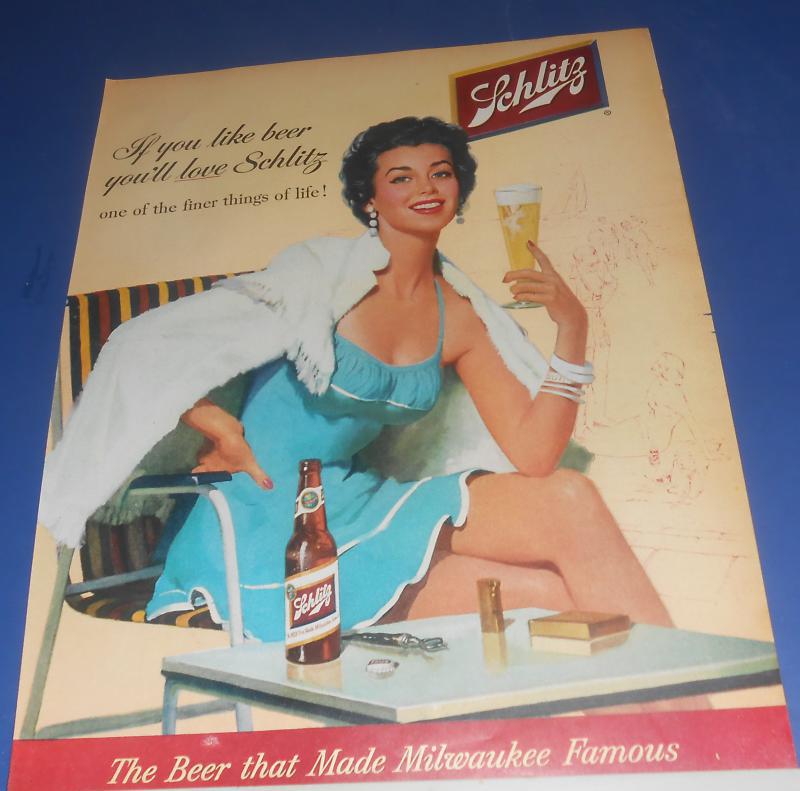 Schlitz
®
If you like beer
you'll love Schlitz
one of the finer things of life!
Schlitz
The Beer that Made Milwaukee Famous